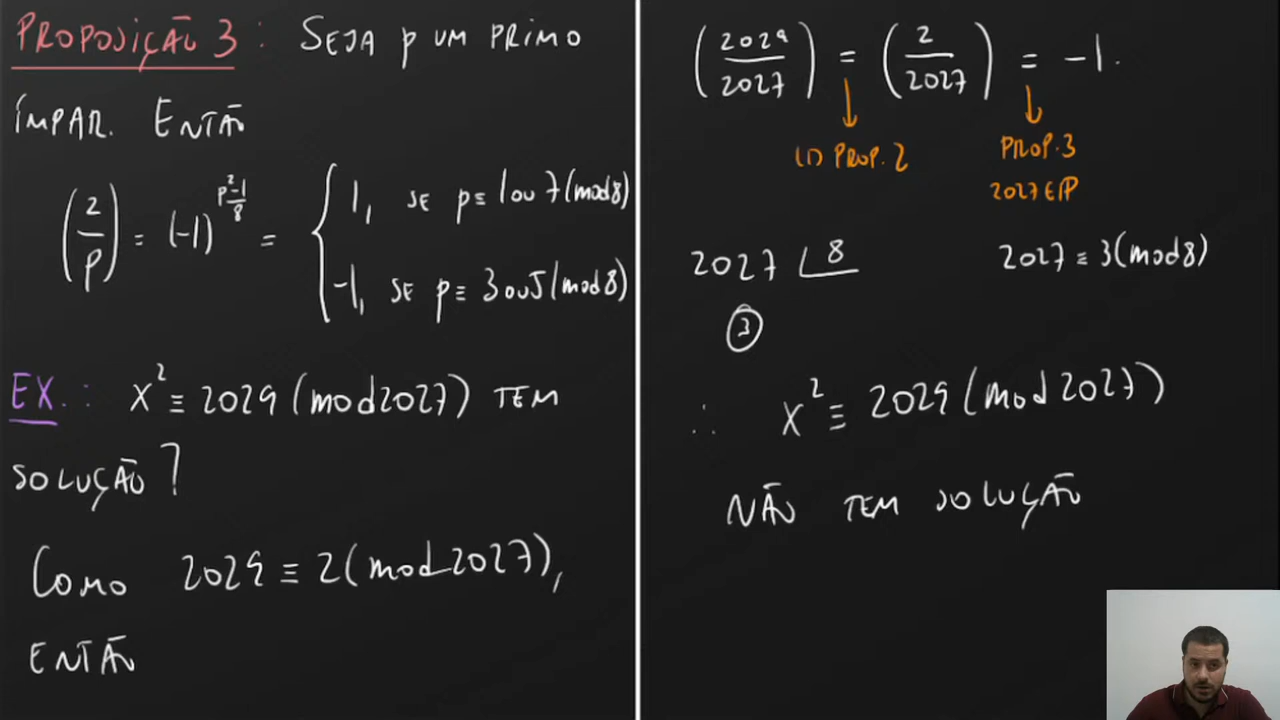 PROPOSIÇÃO 3: SEJA p UM PRIMO
ÍMPAR. ENTÃO
(2/p) = (-1)^((p²-1)/8) = { 1, SE p ≡ 1 ou 7 (mod 8)
-1, SE p ≡ 3 ou 5 (mod 8)
EX.: X² ≡ 2029 (mod 2027) TEM
SOLUÇÃO?
COMO 2029 ≡ 2 (mod 2027),
ENTÃO
(2029/2027) = (2/2027) = -1.
(1) PROP. 2
PROP. 3
2027 ∈ ℙ
2027 | 8
3
2027 ≡ 3 (mod 8)
∴ X² ≡ 2029 (mod 2027)
NÃO TEM SOLUÇÃO